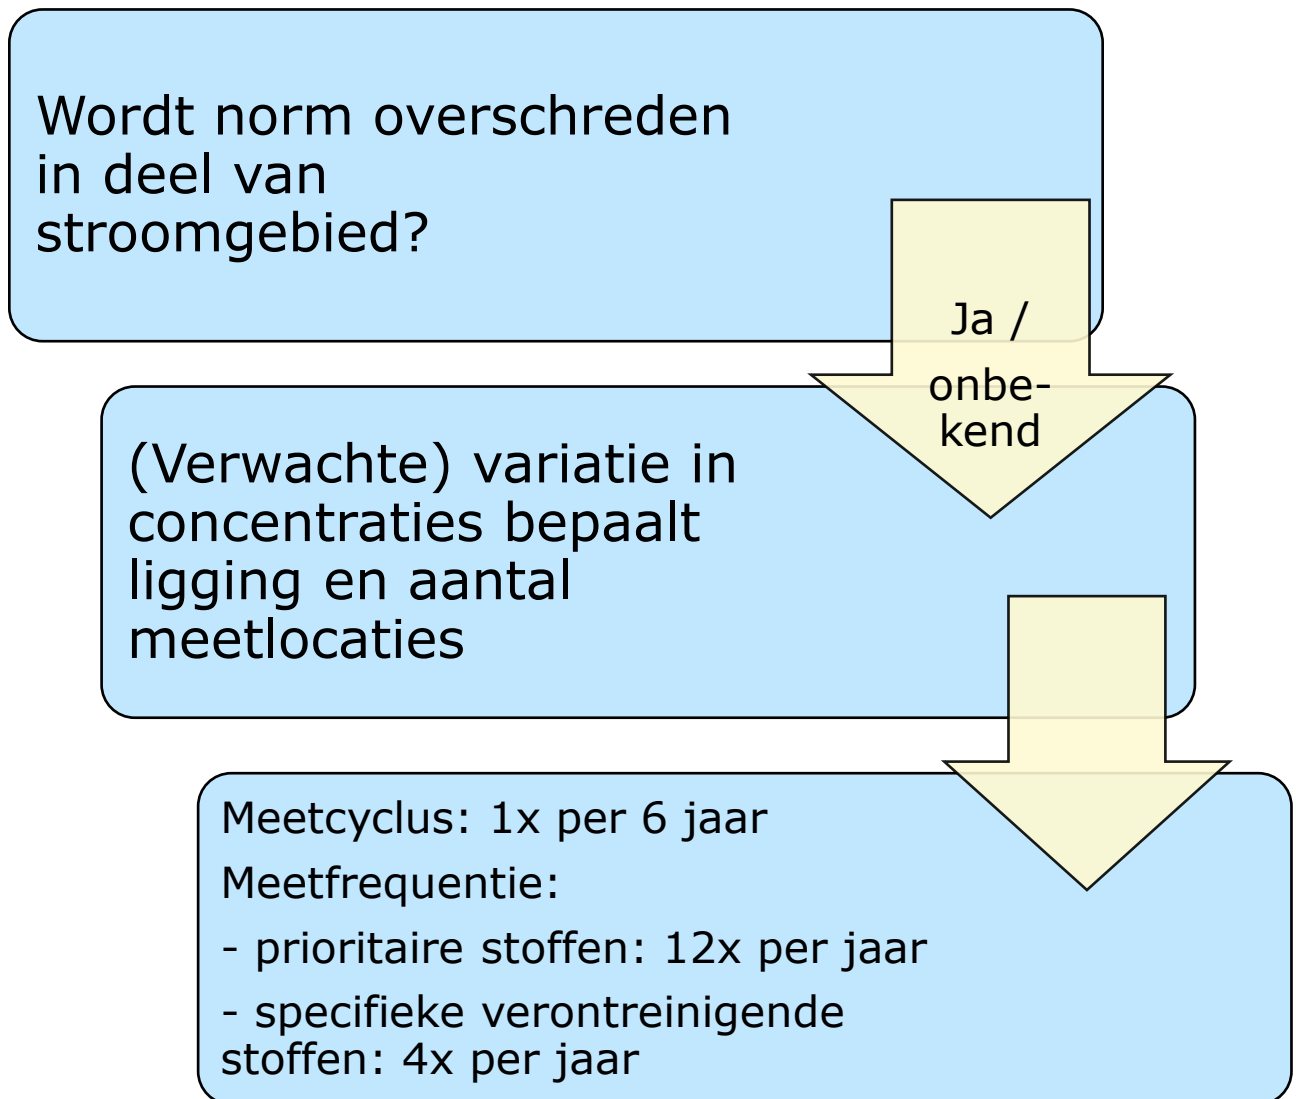 Wordt norm overschreden
in deel van
stroomgebied?
Ja /
onbe-
kend
(Verwachte) variatie in
concentraties bepaalt
ligging en aantal
meetlocaties
Meetcyclus: 1x per 6 jaar
Meetfrequentie:
- prioritaire stoffen: 12x per jaar
- specifieke verontreinigende
stoffen: 4x per jaar